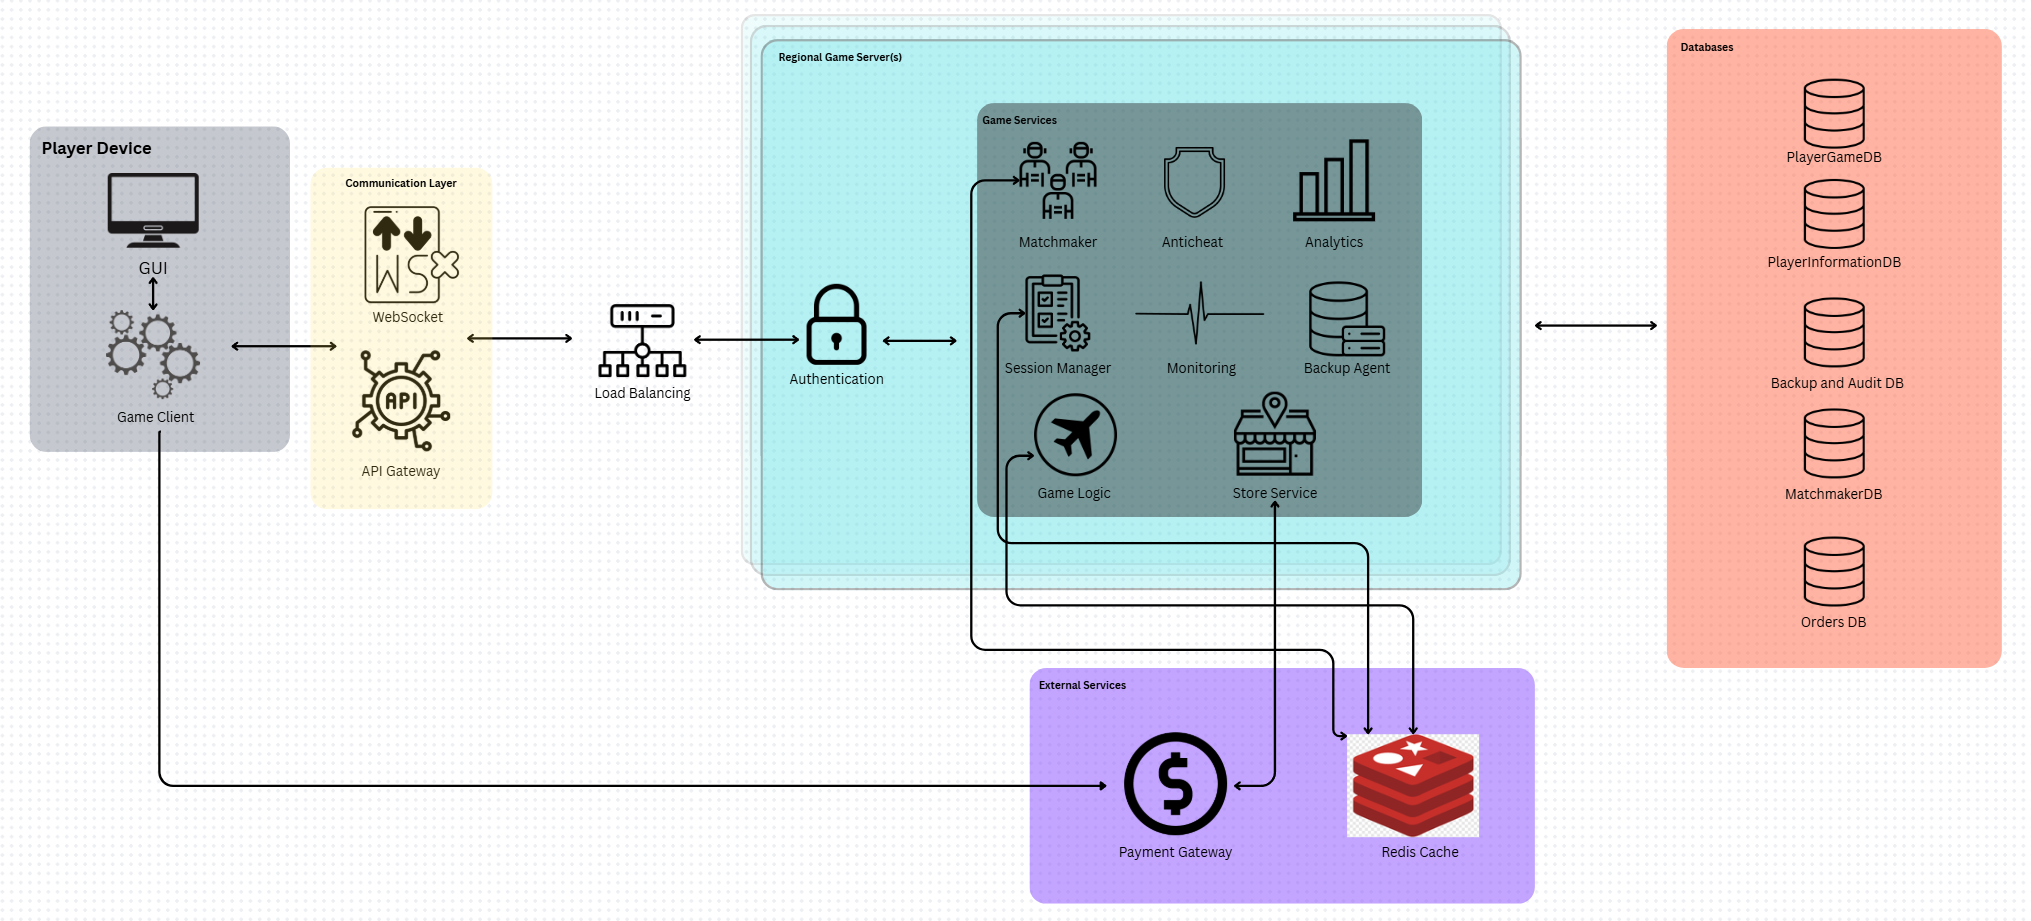 Player Device
GUI
Game Client
Communication Layer
WS
WebSocket
API
API Gateway
Load Balancing
Regional Game Server(s)
Authentication
Game Services
Matchmaker
Anticheat
Analytics
Session Manager
Monitoring
Backup Agent
Game Logic
Store Service
External Services
$
Payment Gateway
Redis Cache
Databases
PlayerGameDB
PlayerInformationDB
Backup and Audit DB
MatchmakerDB
Orders DB